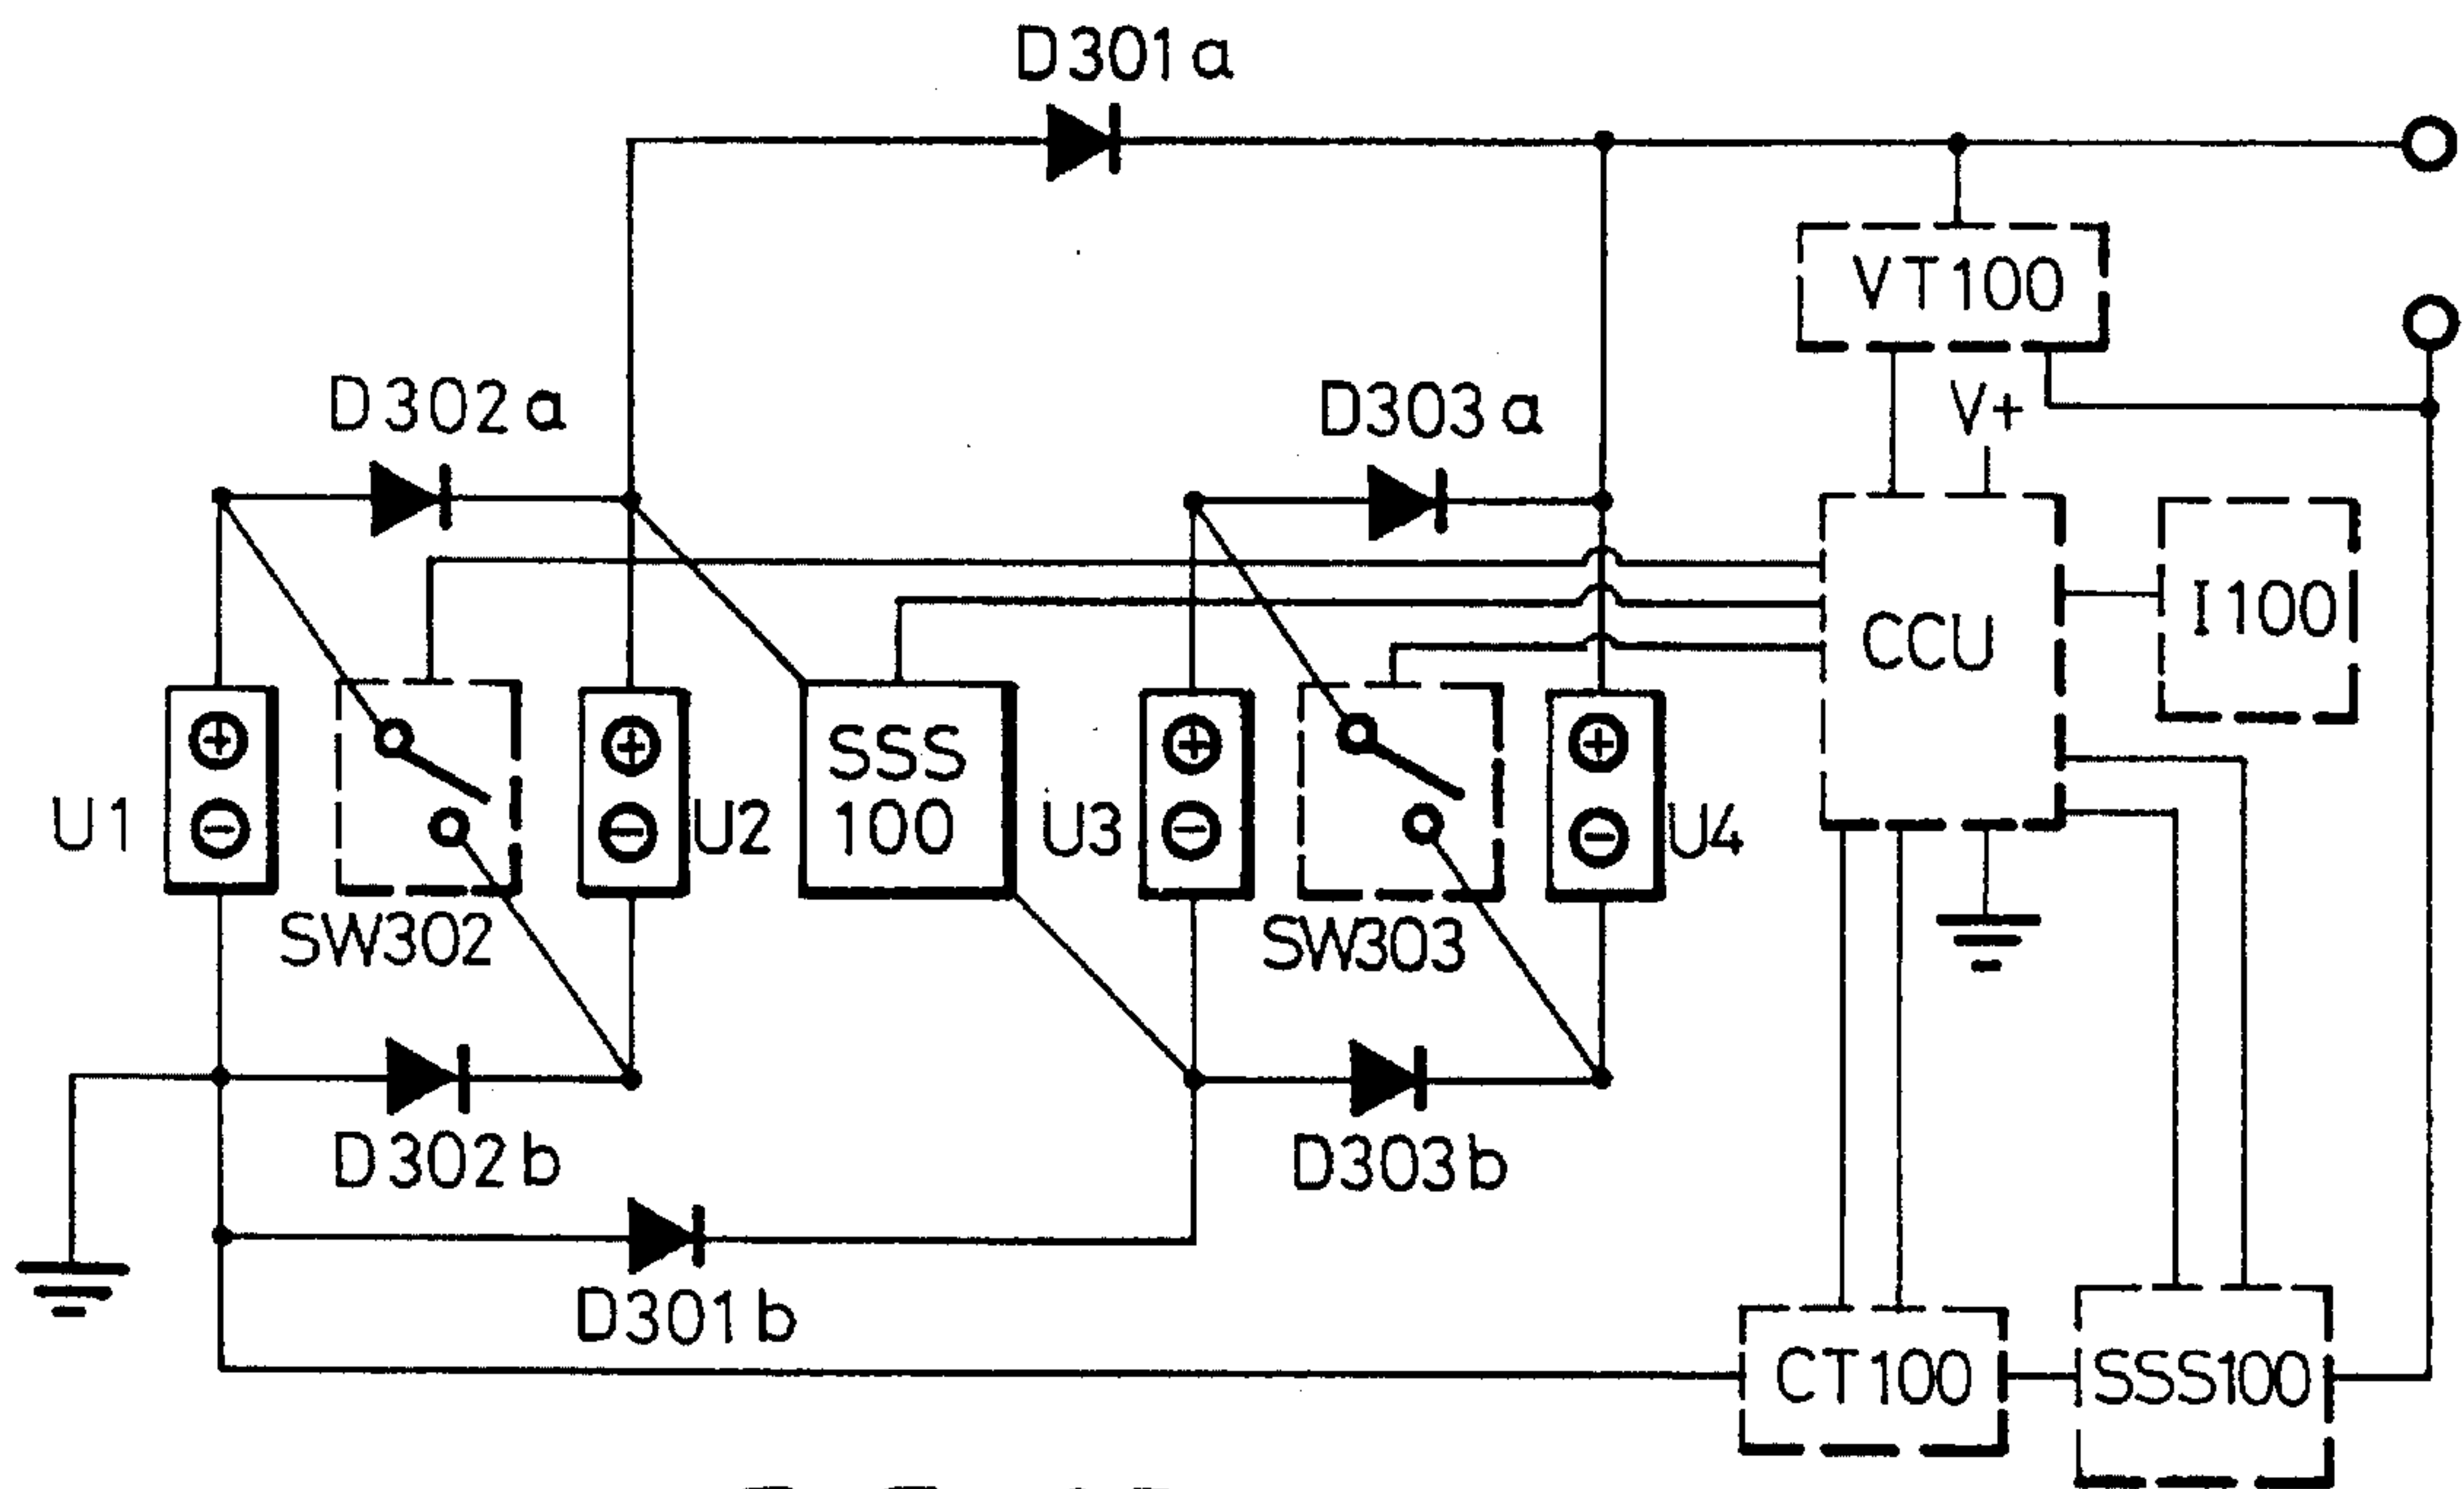 D301a
VT100
V+
D302a
D303a
CCU
I100
U1
SW302
U2
SSS
100
U3
SW303
U4
D302b
D303b
D301b
CT100
SSS100